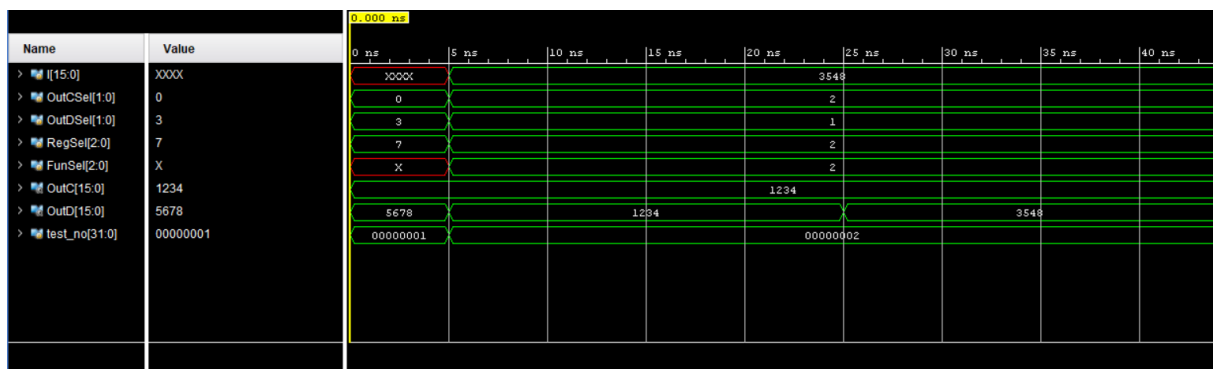 0.000 ns
Name Value 0 ns 5 ns 10 ns 15 ns 20 ns 25 ns 30 ns 35 ns 40 ns
I[15:0] XXXX XXXX 3548
OutCSel[1:0] 0 0 2
OutDSel[1:0] 3 3 1
RegSel[2:0] 7 7 2
FunSel[2:0] X X 2
OutC[15:0] 1234 1234
OutD[15:0] 5678 5678 1234 3548
test_no[31:0] 00000001 00000001 00000002